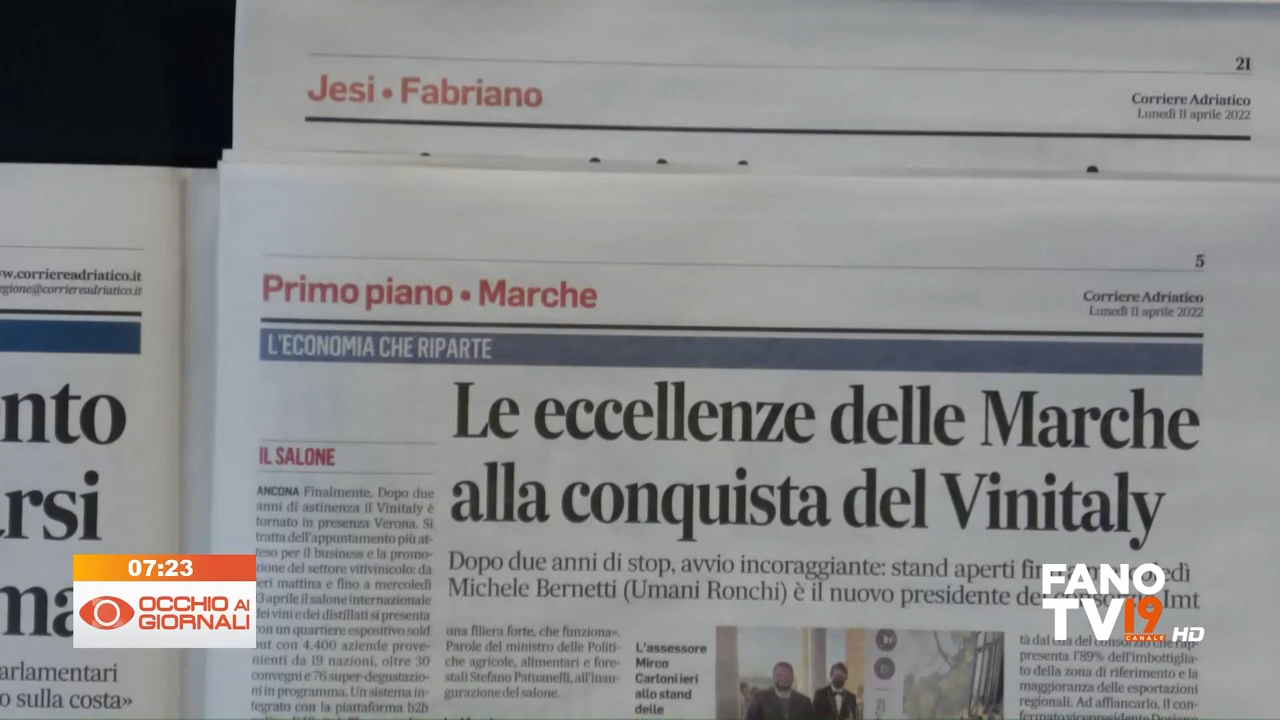 21
Jesi • Fabriano
Corriere Adriatico
Lunedì 11 aprile 2022
5
Primo piano • Marche
Corriere Adriatico
Lunedì 11 aprile 2022
L'ECONOMIA CHE RIPARTE
Le eccellenze delle Marche
alla conquista del Vinitaly
Dopo due anni di stop, avvio incoraggiante: stand aperti
Michele Bernetti (Umani Ronchi) è il nuovo presidente del consorzio Imt
IL SALONE
ANCONA Finalmente. Dopo due
anni di astinenza il Vinitaly è
tornato in presenza Verona. Si
tratta dell'appuntamento più at-
teso per il business e la promo-
zione del settore vitivinicolo: da
ieri mattina e fino a mercoledì
13 aprile il salone internazionale
dei vini e dei distillati si presenta
con un quartiere espositivo sold
out con 4.400 aziende prove-
nienti da 19 nazioni, oltre 30
convegni e 76 super-degustazio-
ni in programma. Un sistema in-
tegrato con la piattaforma b2b
una filiera forte, che funziona».
Parole del ministro delle Politi-
che agricole, alimentari e fore-
stali Stefano Patuanelli, all'inau-
gurazione del salone.
L'assessore
Mirco
Carloni ieri
allo stand
delle
presenta l'89% dell'imbottiglia-
to della zona di riferimento e la
maggioranza delle esportazioni
regionali. Ad affiancarlo, il con-
fermato vicepresidente Doriano
w.corriereadriatico.it
egione@corriereadriatico.it
nto
rsi
ma
arlamentari
o sulla costa»
07:23
OCCHIO AI
GIORNALI
FANO
TV19
CANALE
HD